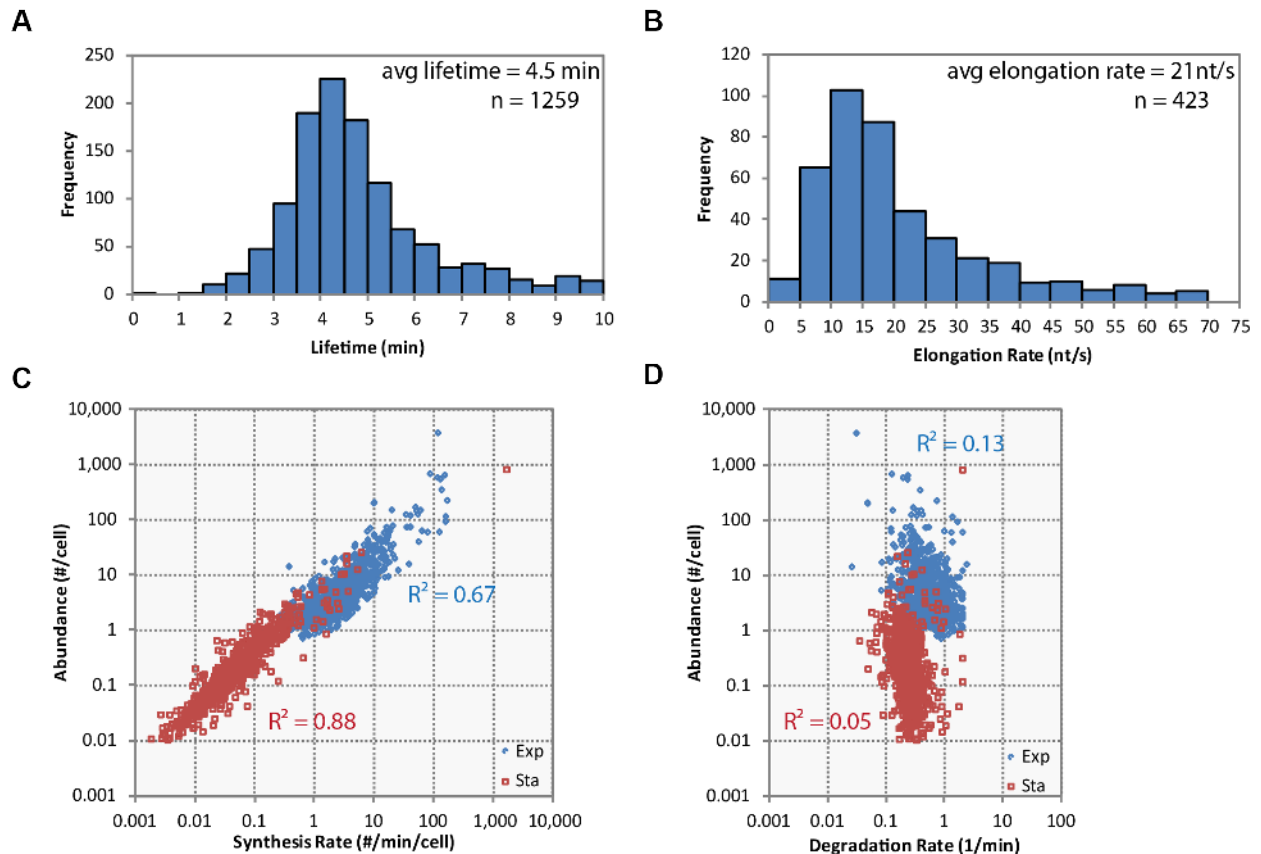 A
avg lifetime = 4.5 min
n = 1259
250
200
150
100
50
0
Frequency
0 1 2 3 4 5 6 7 8 9 10
Lifetime (min)
B
avg elongation rate = 21nt/s
n = 423
120
100
80
60
40
20
0
Frequency
0 5 10 15 20 25 30 35 40 45 50 55 60 65 70 75
Elongation Rate (nt/s)
C
10,000
1,000
100
10
1
0.1
0.01
0.001
Abundance (#/cell)
R² = 0.67
R² = 0.88
Exp
Sta
0.001 0.01 0.1 1 10 100 1,000 10,000
Synthesis Rate (#/min/cell)
D
10,000
1,000
100
10
1
0.1
0.01
0.001
Abundance (#/cell)
R² = 0.13
R² = 0.05
Exp
Sta
0.001 0.01 0.1 1 10 100
Degradation Rate (1/min)